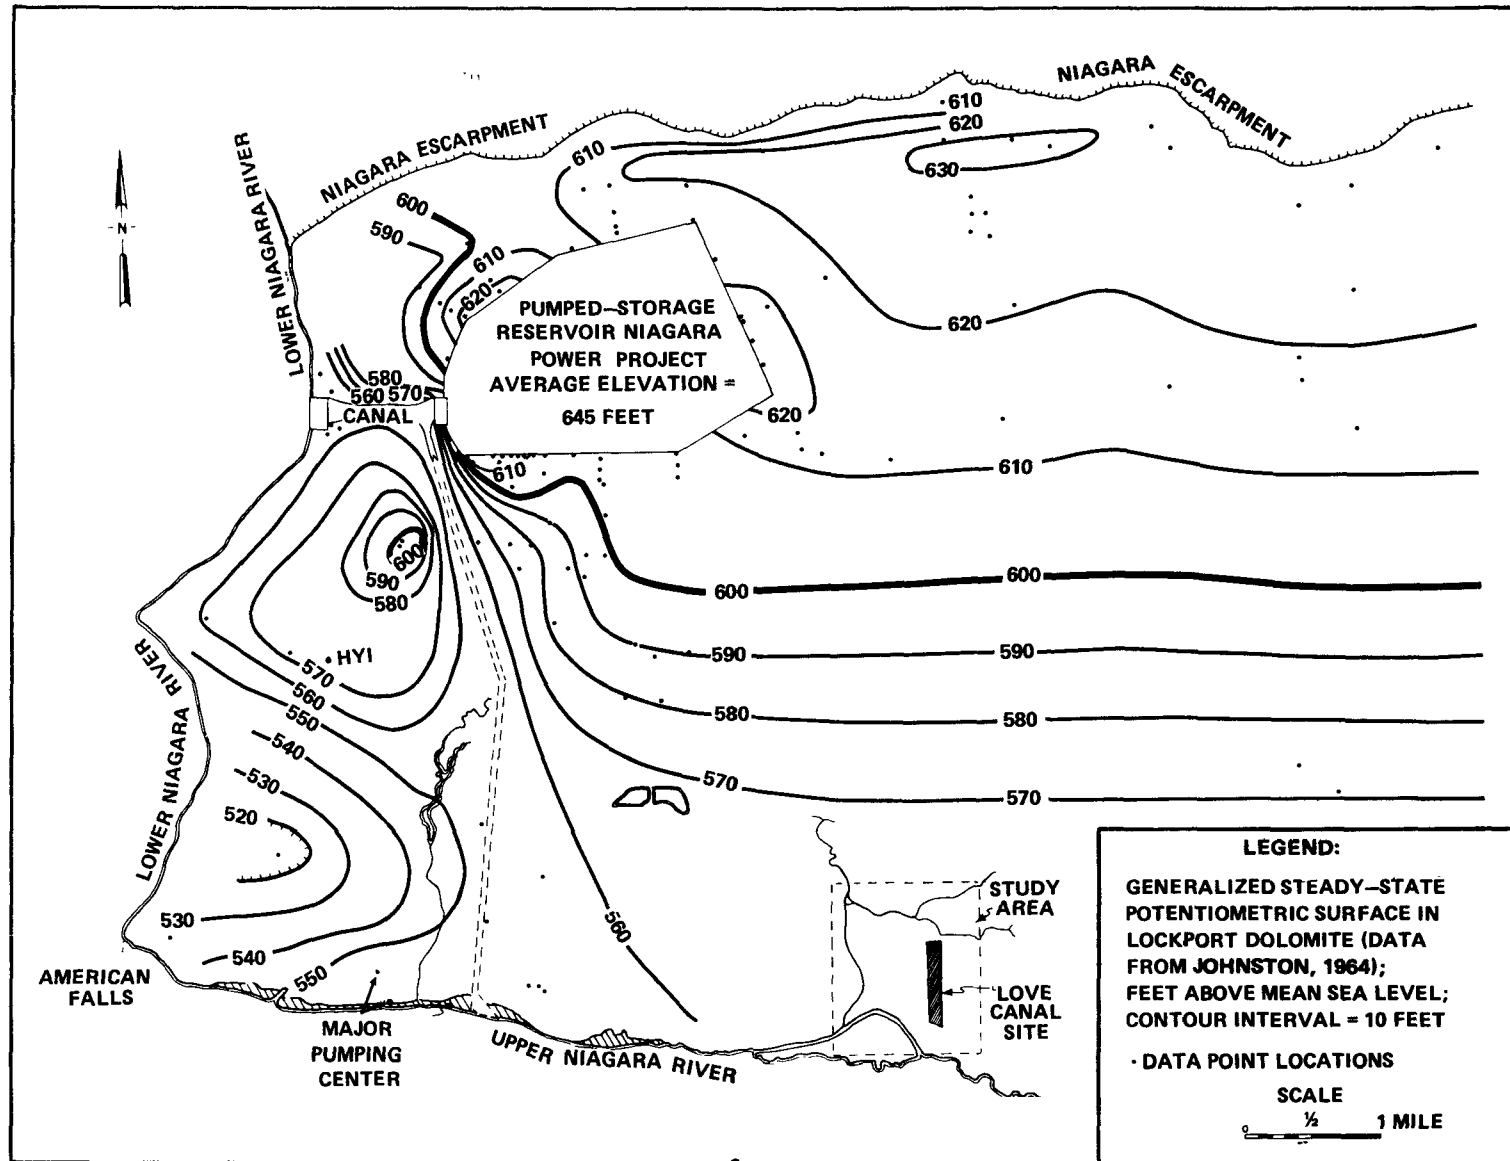 NIAGARA ESCARPMENT
610
620
630
NIAGARA ESCARPMENT
610
LOWER NIAGARA RIVER
N
600
590
610
620
PUMPED–STORAGE
RESERVOIR NIAGARA
POWER PROJECT
AVERAGE ELEVATION =
645 FEET
620
620
580
560 570
CANAL
610
610
600
590
580
600
600
HYI
570
560
550
590
590
LOWER NIAGARA RIVER
580
580
540
530
520
570
570
530
540
550
560
AMERICAN
FALLS
MAJOR
PUMPING
CENTER
UPPER NIAGARA RIVER
STUDY
AREA
LOVE
CANAL
SITE
LEGEND:
GENERALIZED STEADY–STATE
POTENTIOMETRIC SURFACE IN
LOCKPORT DOLOMITE (DATA
FROM JOHNSTON, 1964);
FEET ABOVE MEAN SEA LEVEL;
CONTOUR INTERVAL = 10 FEET
· DATA POINT LOCATIONS
SCALE
0 ½ 1 MILE